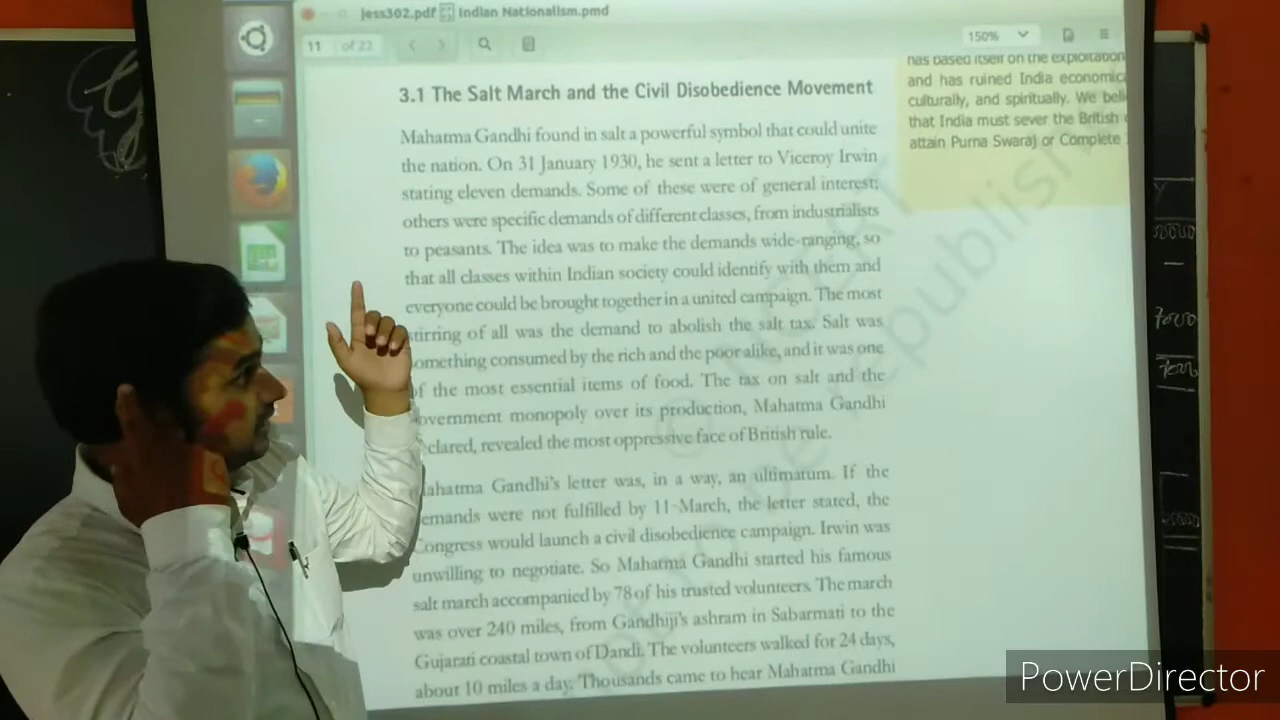 jess302.pdf Indian Nationalism.pmd
11 of 23
150%
3.1 The Salt March and the Civil Disobedience Movement
Mahatma Gandhi found in salt a powerful symbol that could unite
the nation. On 31 January 1930, he sent a letter to Viceroy Irwin
stating eleven demands. Some of these were of general interest;
others were specific demands of different classes, from industrialists
to peasants. The idea was to make the demands wide-ranging, so
that all classes within Indian society could identify with them and
everyone could be brought together in a united campaign. The most
stirring of all was the demand to abolish the salt tax. Salt was
omething consumed by the rich and the poor alike, and it was one
of the most essential items of food. The tax on salt and the
overnment monopoly over its production, Mahatma Gandhi
clared, revealed the most oppressive face of British rule.
ahatma Gandhi's letter was, in a way, an ultimatum. If the
emands were not fulfilled by 11 March, the letter stated, the
Congress would launch a civil disobedience campaign. Irwin was
unwilling to negotiate. So Mahatma Gandhi started his famous
salt march accompanied by 78 of his trusted volunteers. The march
was over 240 miles, from Gandhiji's ashram in Sabarmati to the
Gujarati coastal town of Dandi. The volunteers walked for 24 days,
about 10 miles a day. Thousands came to hear Mahatma Gandhi
has based itself on the exploitation
and has ruined India economic
culturally, and spiritually. We beli
that India must sever the British
attain Purna Swaraj or Complete
© NCERT
be republishe
7000
7000
PowerDirector